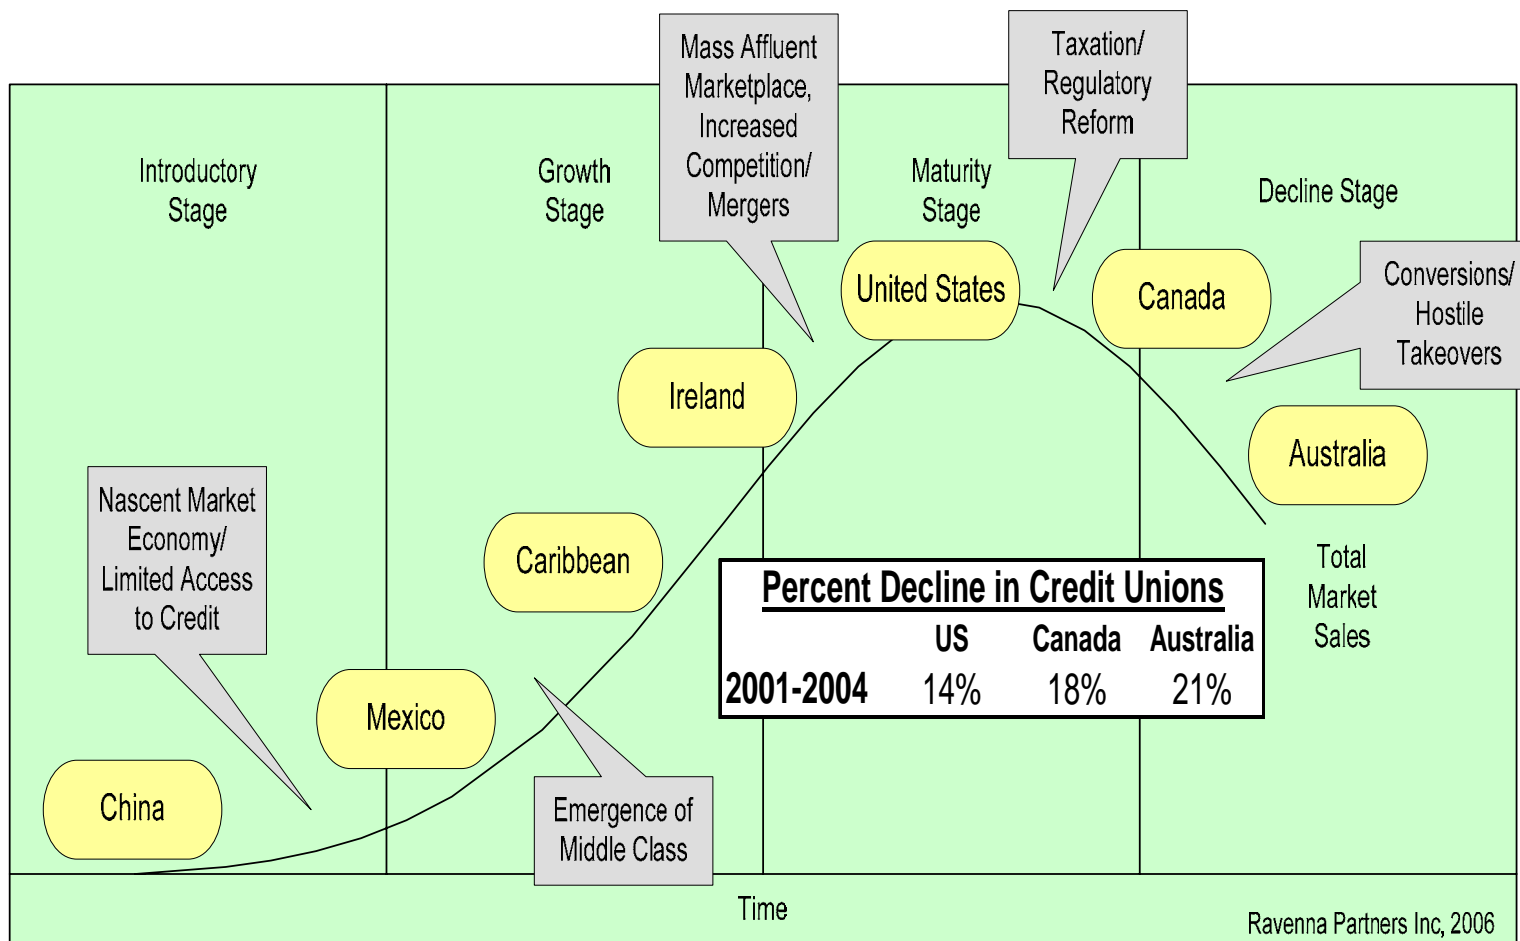 Mass Affluent
Marketplace,
Increased
Competition/
Mergers
Taxation/
Regulatory
Reform
Introductory
Stage
Growth
Stage
Maturity
Stage
Decline Stage
United States
Canada
Conversions/
Hostile
Takeovers
Ireland
Australia
Nascent Market
Economy/
Limited Access
to Credit
Caribbean
Percent Decline in Credit Unions
US Canada Australia
2001-2004 14% 18% 21%
Total
Market
Sales
Mexico
China
Emergence of
Middle Class
Time
Ravenna Partners Inc, 2006